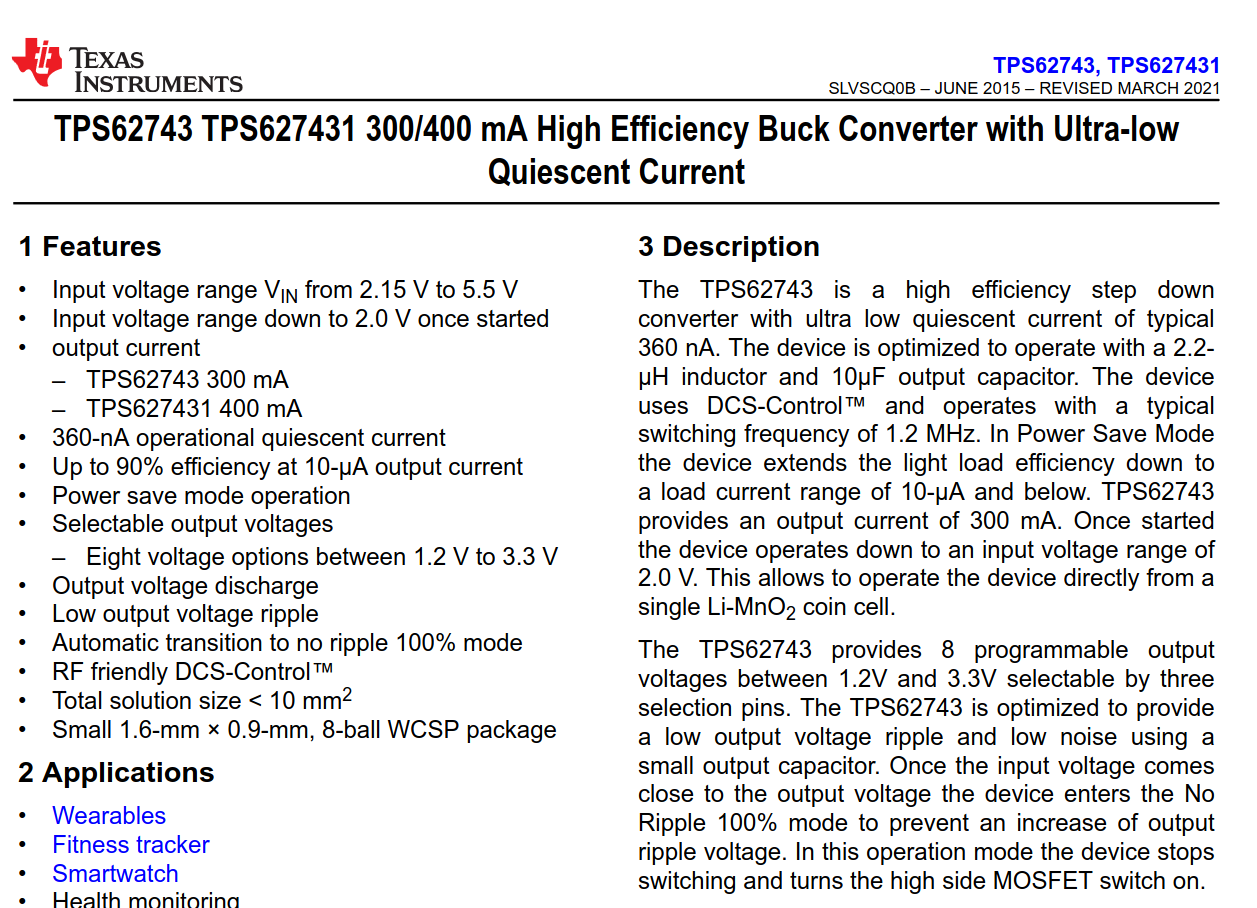 TEXAS
INSTRUMENTS
TPS62743, TPS627431
SLVSCQ0B – JUNE 2015 – REVISED MARCH 2021
TPS62743 TPS627431 300/400 mA High Efficiency Buck Converter with Ultra-low
Quiescent Current
1 Features
• Input voltage range VIN from 2.15 V to 5.5 V
• Input voltage range down to 2.0 V once started
• output current
– TPS62743 300 mA
– TPS627431 400 mA
• 360-nA operational quiescent current
• Up to 90% efficiency at 10-µA output current
• Power save mode operation
• Selectable output voltages
– Eight voltage options between 1.2 V to 3.3 V
• Output voltage discharge
• Low output voltage ripple
• Automatic transition to no ripple 100% mode
• RF friendly DCS-Control™
• Total solution size < 10 mm2
• Small 1.6-mm × 0.9-mm, 8-ball WCSP package
2 Applications
• Wearables
• Fitness tracker
• Smartwatch
• Health monitoring
3 Description
The TPS62743 is a high efficiency step down
converter with ultra low quiescent current of typical
360 nA. The device is optimized to operate with a 2.2-
µH inductor and 10µF output capacitor. The device
uses DCS-Control™ and operates with a typical
switching frequency of 1.2 MHz. In Power Save Mode
the device extends the light load efficiency down to
a load current range of 10-µA and below. TPS62743
provides an output current of 300 mA. Once started
the device operates down to an input voltage range of
2.0 V. This allows to operate the device directly from a
single Li-MnO2 coin cell.
The TPS62743 provides 8 programmable output
voltages between 1.2V and 3.3V selectable by three
selection pins. The TPS62743 is optimized to provide
a low output voltage ripple and low noise using a
small output capacitor. Once the input voltage comes
close to the output voltage the device enters the No
Ripple 100% mode to prevent an increase of output
ripple voltage. In this operation mode the device stops
switching and turns the high side MOSFET switch on.